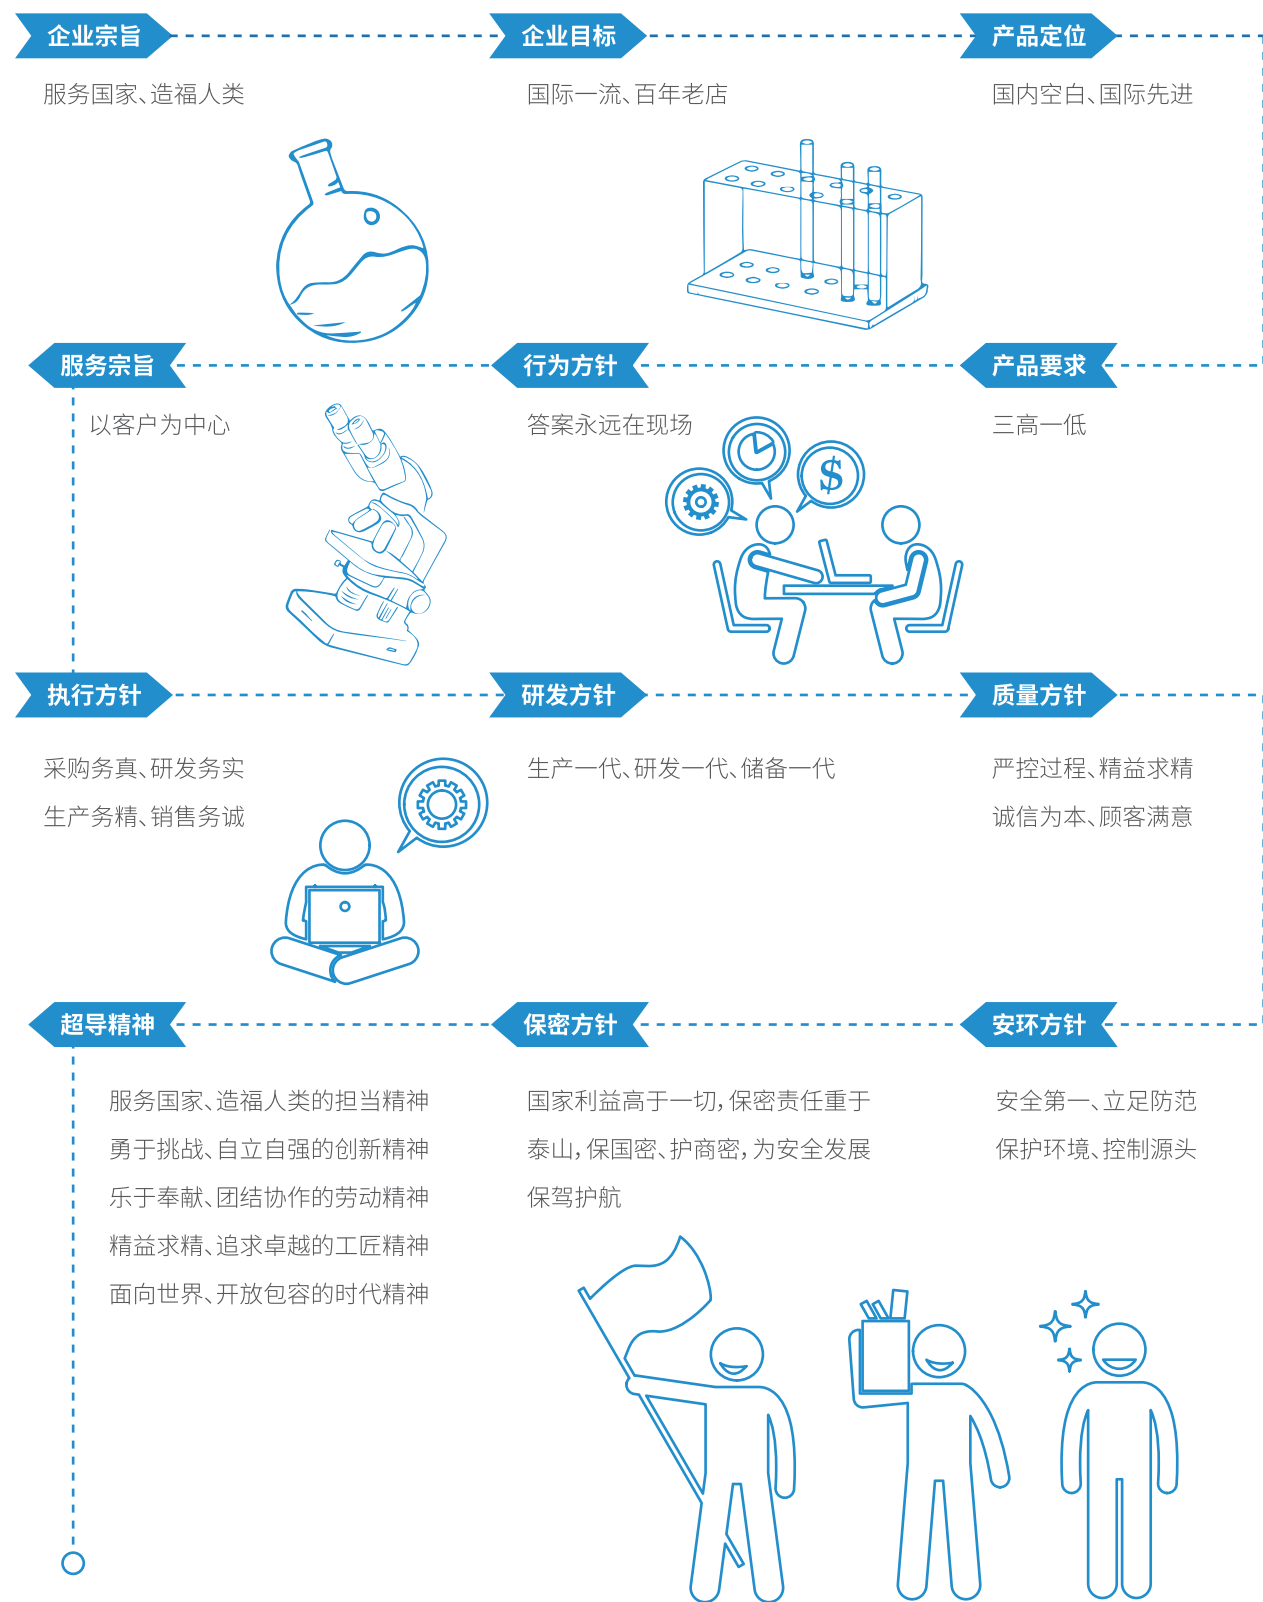 企业宗旨
企业目标
产品定位
服务国家、造福人类
国际一流、百年老店
国内空白、国际先进
服务宗旨
行为方针
产品要求
以客户为中心
答案永远在现场
三高一低
$
执行方针
研发方针
质量方针
采购务真、研发务实
生产务精、销售务诚
生产一代、研发一代、储备一代
严控过程、精益求精
诚信为本、顾客满意
超导精神
保密方针
安环方针
服务国家、造福人类的担当精神
勇于挑战、自立自强的创新精神
乐于奉献、团结协作的劳动精神
精益求精、追求卓越的工匠精神
面向世界、开放包容的时代精神
国家利益高于一切，保密责任重于
泰山，保国密、护商密，为安全发展
保驾护航
安全第一、立足防范
保护环境、控制源头